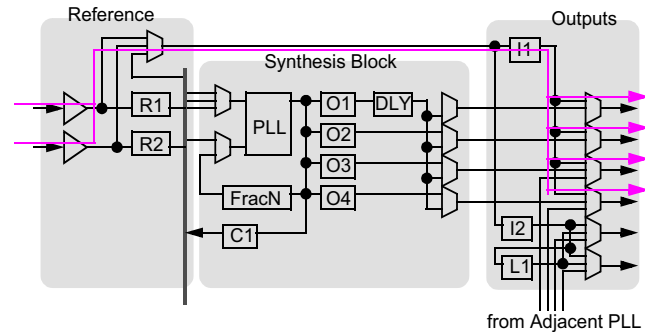 Reference
Outputs
Synthesis Block
I1
R1
R2
PLL
O1
DLY
O2
O3
FracN
O4
C1
I2
L1
from Adjacent PLL